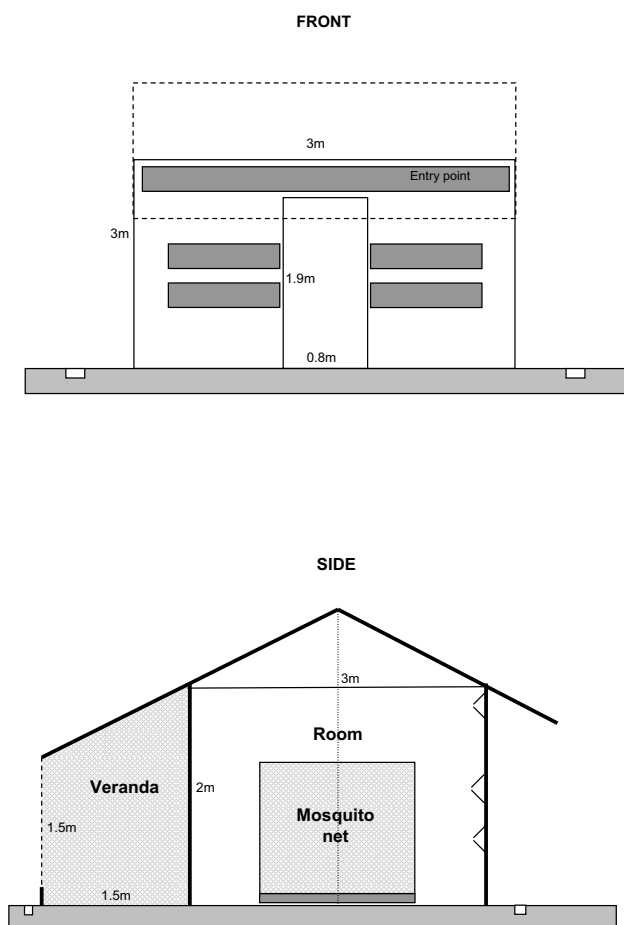 FRONT
3m
Entry point
3m
1.9m
0.8m
SIDE
3m
Room
Veranda
2m
Mosquito
net
1.5m
1.5m